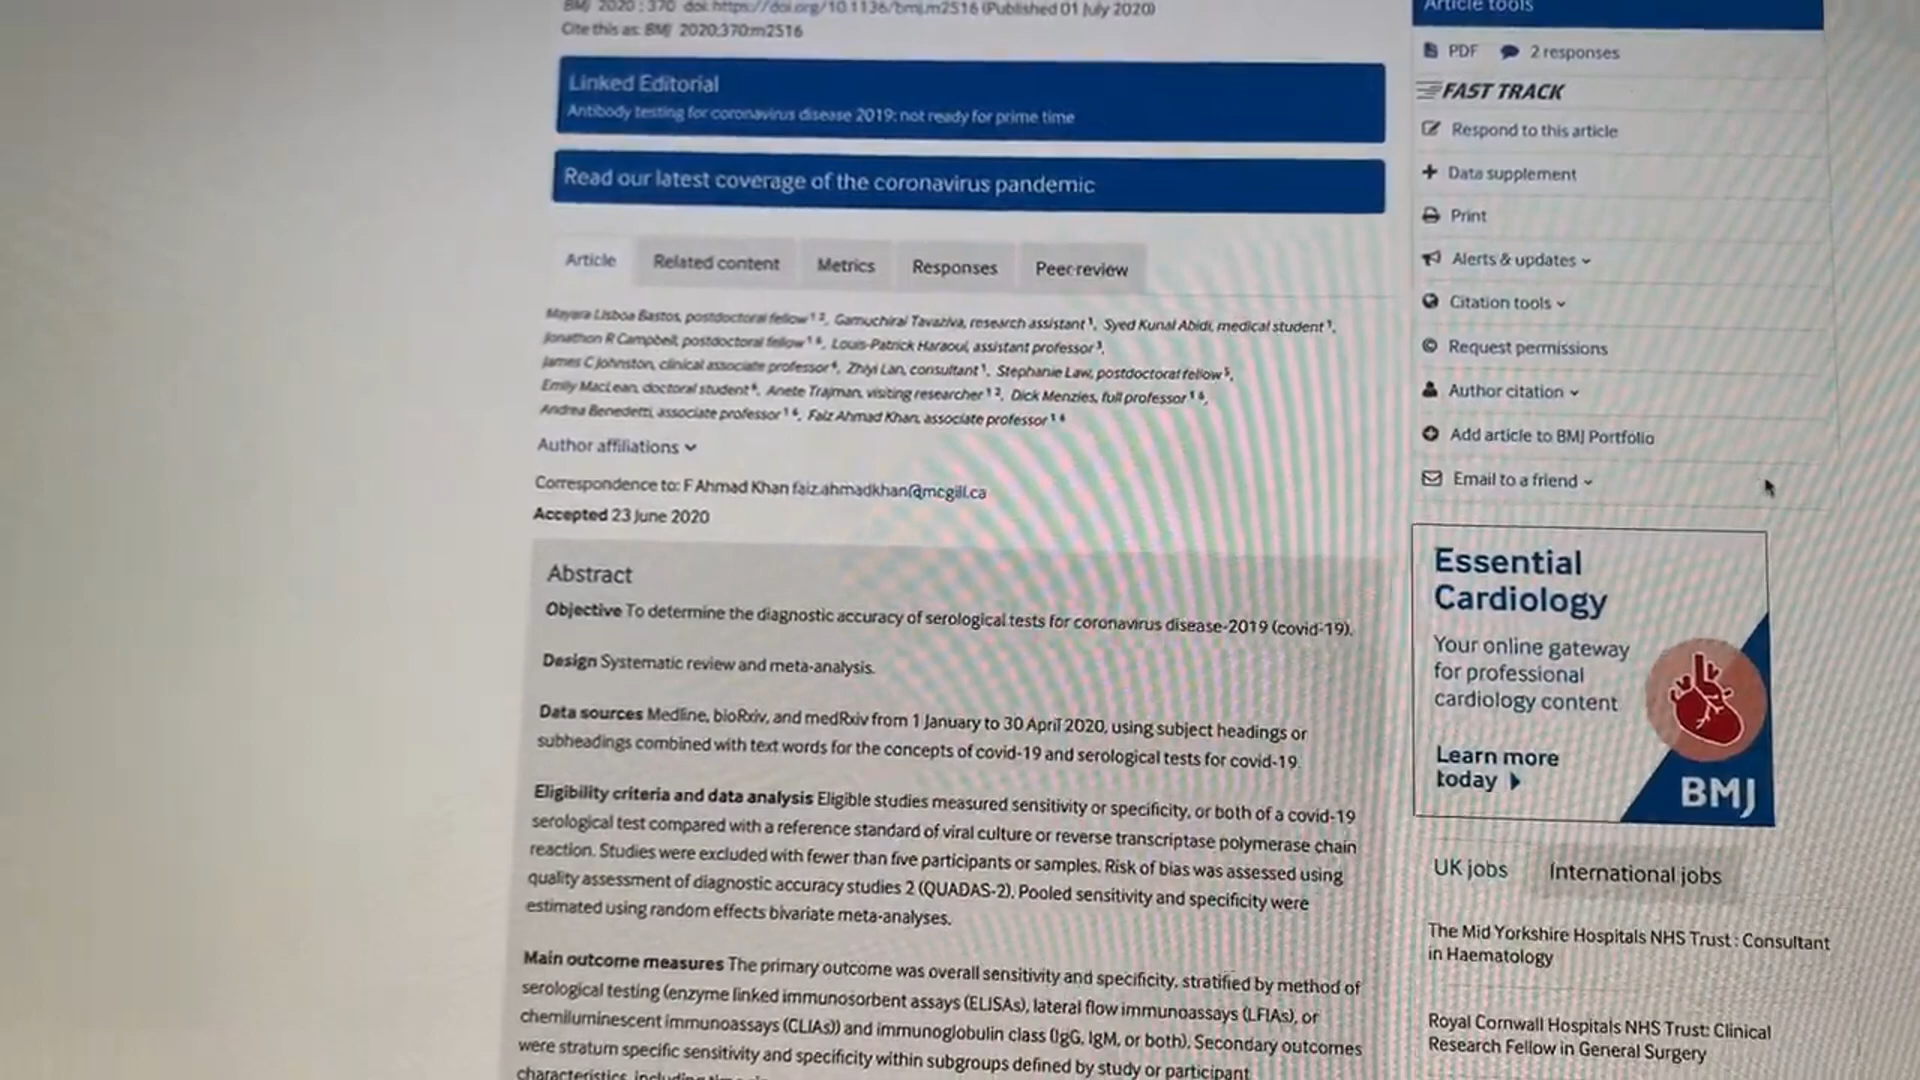 BMJ 2020 ; 370 doi: https://doi.org/10.1136/bmj.m2516 (Published 01 July 2020)
Cite this as: BMJ 2020;370:m2516
Linked Editorial
Antibody testing for coronavirus disease 2019: not ready for prime time
Read our latest coverage of the coronavirus pandemic
Article Related content Metrics Responses Peer review
Mayara Lisboa Bastos, postdoctoral fellow 1 2, Gamuchirai Tavaziva, research assistant 1, Syed Kunal Abidi, medical student 1,
Jonathon R Campbell, postdoctoral fellow 1 6, Louis-Patrick Haraoui, assistant professor 3,
James C Johnston, clinical associate professor 4, Zhiyi Lan, consultant 1, Stephanie Law, postdoctoral fellow 5,
Emily MacLean, doctoral student 6, Anete Trajman, visiting researcher 1 2, Dick Menzies, full professor 1 6,
Andrea Benedetti, associate professor 1 6, Faiz Ahmad Khan, associate professor 1 6
Author affiliations
Correspondence to: F Ahmad Khan faiz.ahmadkhan@mcgill.ca
Accepted 23 June 2020
Abstract
Objective To determine the diagnostic accuracy of serological tests for coronavirus disease-2019 (covid-19).
Design Systematic review and meta-analysis.
Data sources Medline, bioRxiv, and medRxiv from 1 January to 30 April 2020, using subject headings or
subheadings combined with text words for the concepts of covid-19 and serological tests for covid-19.
Eligibility criteria and data analysis Eligible studies measured sensitivity or specificity, or both of a covid-19
serological test compared with a reference standard of viral culture or reverse transcriptase polymerase chain
reaction. Studies were excluded with fewer than five participants or samples. Risk of bias was assessed using
quality assessment of diagnostic accuracy studies 2 (QUADAS-2). Pooled sensitivity and specificity were
estimated using random effects bivariate meta-analyses.
Main outcome measures The primary outcome was overall sensitivity and specificity, stratified by method of
serological testing (enzyme linked immunosorbent assays (ELISAs), lateral flow immunoassays (LFIAs), or
chemiluminescent immunoassays (CLIAs)) and immunoglobulin class (IgG, IgM, or both). Secondary outcomes
were stratum specific sensitivity and specificity within subgroups defined by study or participant
characteristics, including
Article tools
PDF 2 responses
FAST TRACK
Respond to this article
Data supplement
Print
Alerts & updates
Citation tools
Request permissions
Author citation
Add article to BMJ Portfolio
Email to a friend
Essential
Cardiology
Your online gateway
for professional
cardiology content
Learn more
today
BMJ
UK jobs International jobs
The Mid Yorkshire Hospitals NHS Trust : Consultant
in Haematology
Royal Cornwall Hospitals NHS Trust: Clinical
Research Fellow in General Surgery